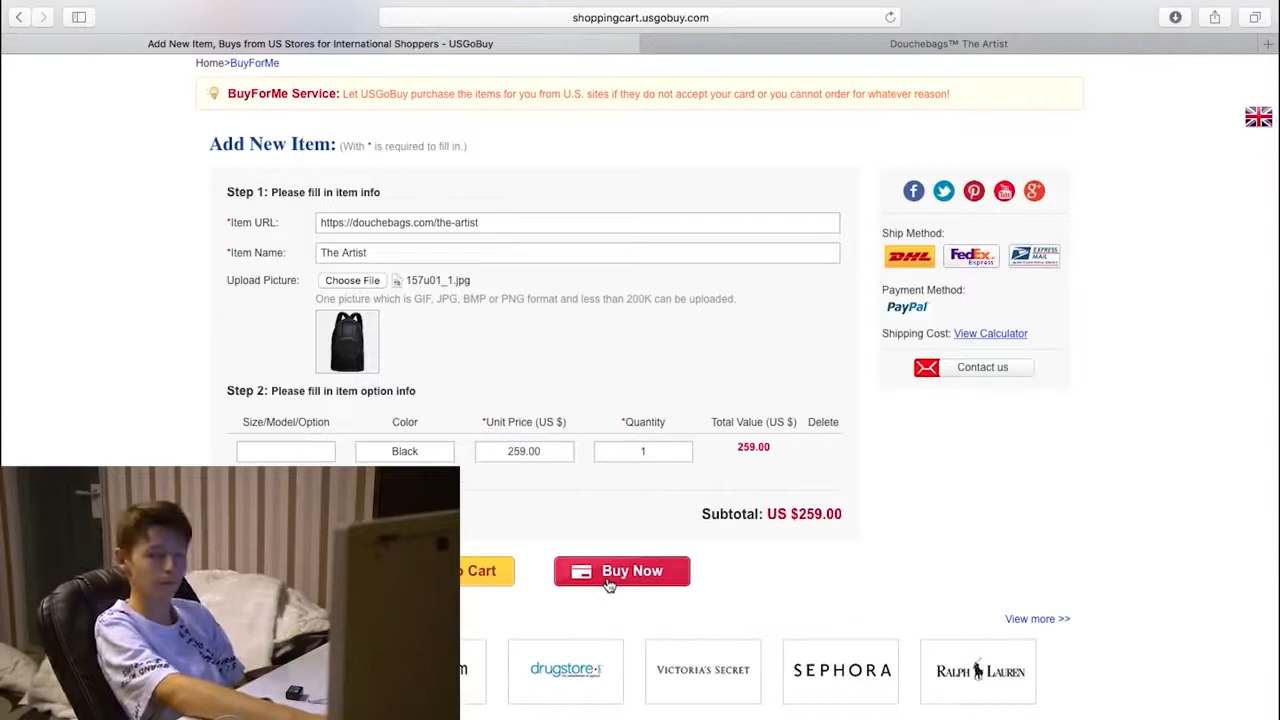 shoppingcart.usgobuy.com
Add New Item, Buys from US Stores for International Shoppers - USGoBuy
Douchebags™ The Artist
Home>BuyForMe
BuyForMe Service: Let USGoBuy purchase the items for you from U.S. sites if they do not accept your card or you cannot order for whatever reason!
Add New Item: (With * is required to fill in.)
Step 1: Please fill in item info
*Item URL: https://douchebags.com/the-artist
*Item Name: The Artist
Upload Picture: Choose File 157u01_1.jpg
One picture which is GIF, JPG, BMP or PNG format and less than 200K can be uploaded.
Step 2: Please fill in item option info
Size/Model/Option Color *Unit Price (US $) *Quantity Total Value (US $) Delete
Black 259.00 1 259.00
Subtotal: US $259.00
o Cart
Buy Now
Ship Method:
DHL FedEx Express EXPRESS MAIL
Payment Method:
PayPal
Shipping Cost: View Calculator
Contact us
View more >>
m
drugstore
VICTORIA'S SECRET
SEPHORA
RALPH LAUREN